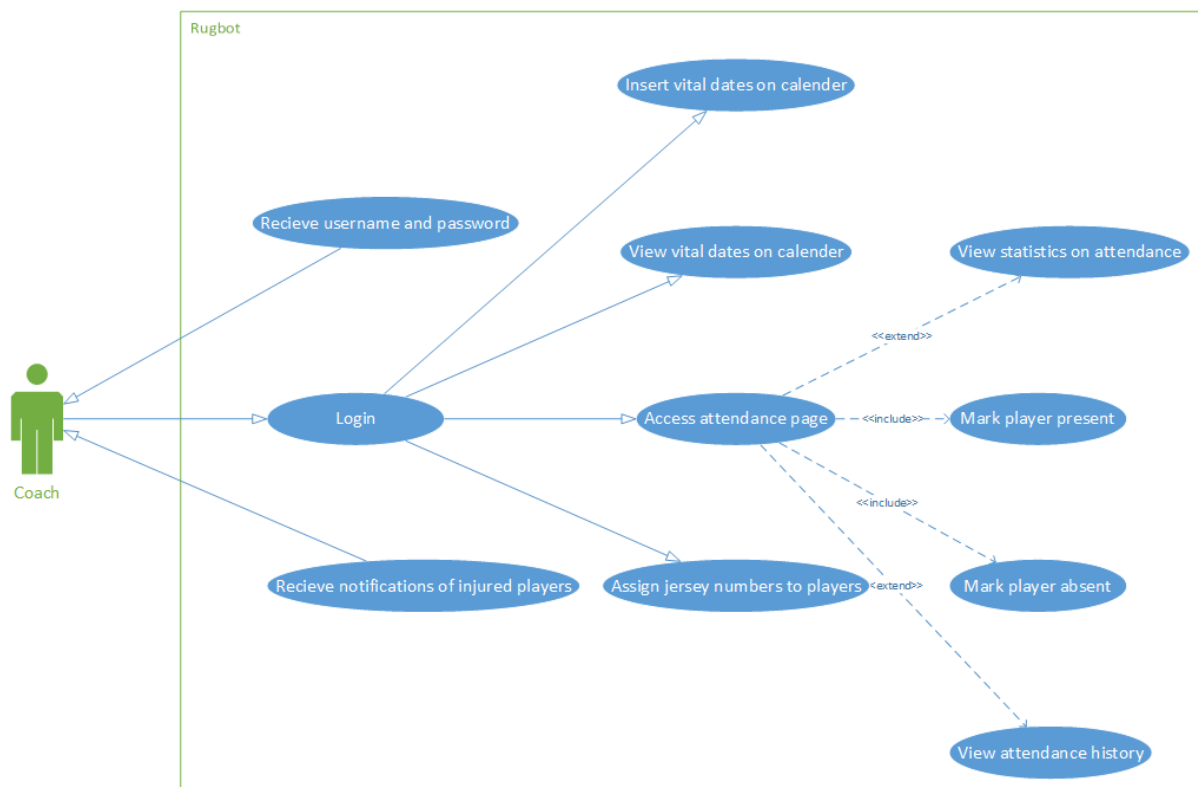 Rugbot
Insert vital dates on calender
Recieve username and password
View vital dates on calender
View statistics on attendance
<<extend>>
Login
Access attendance page
<<include>>
Mark player present
Coach
<<include>>
Recieve notifications of injured players
Assign jersey numbers to players
<<extend>>
Mark player absent
View attendance history